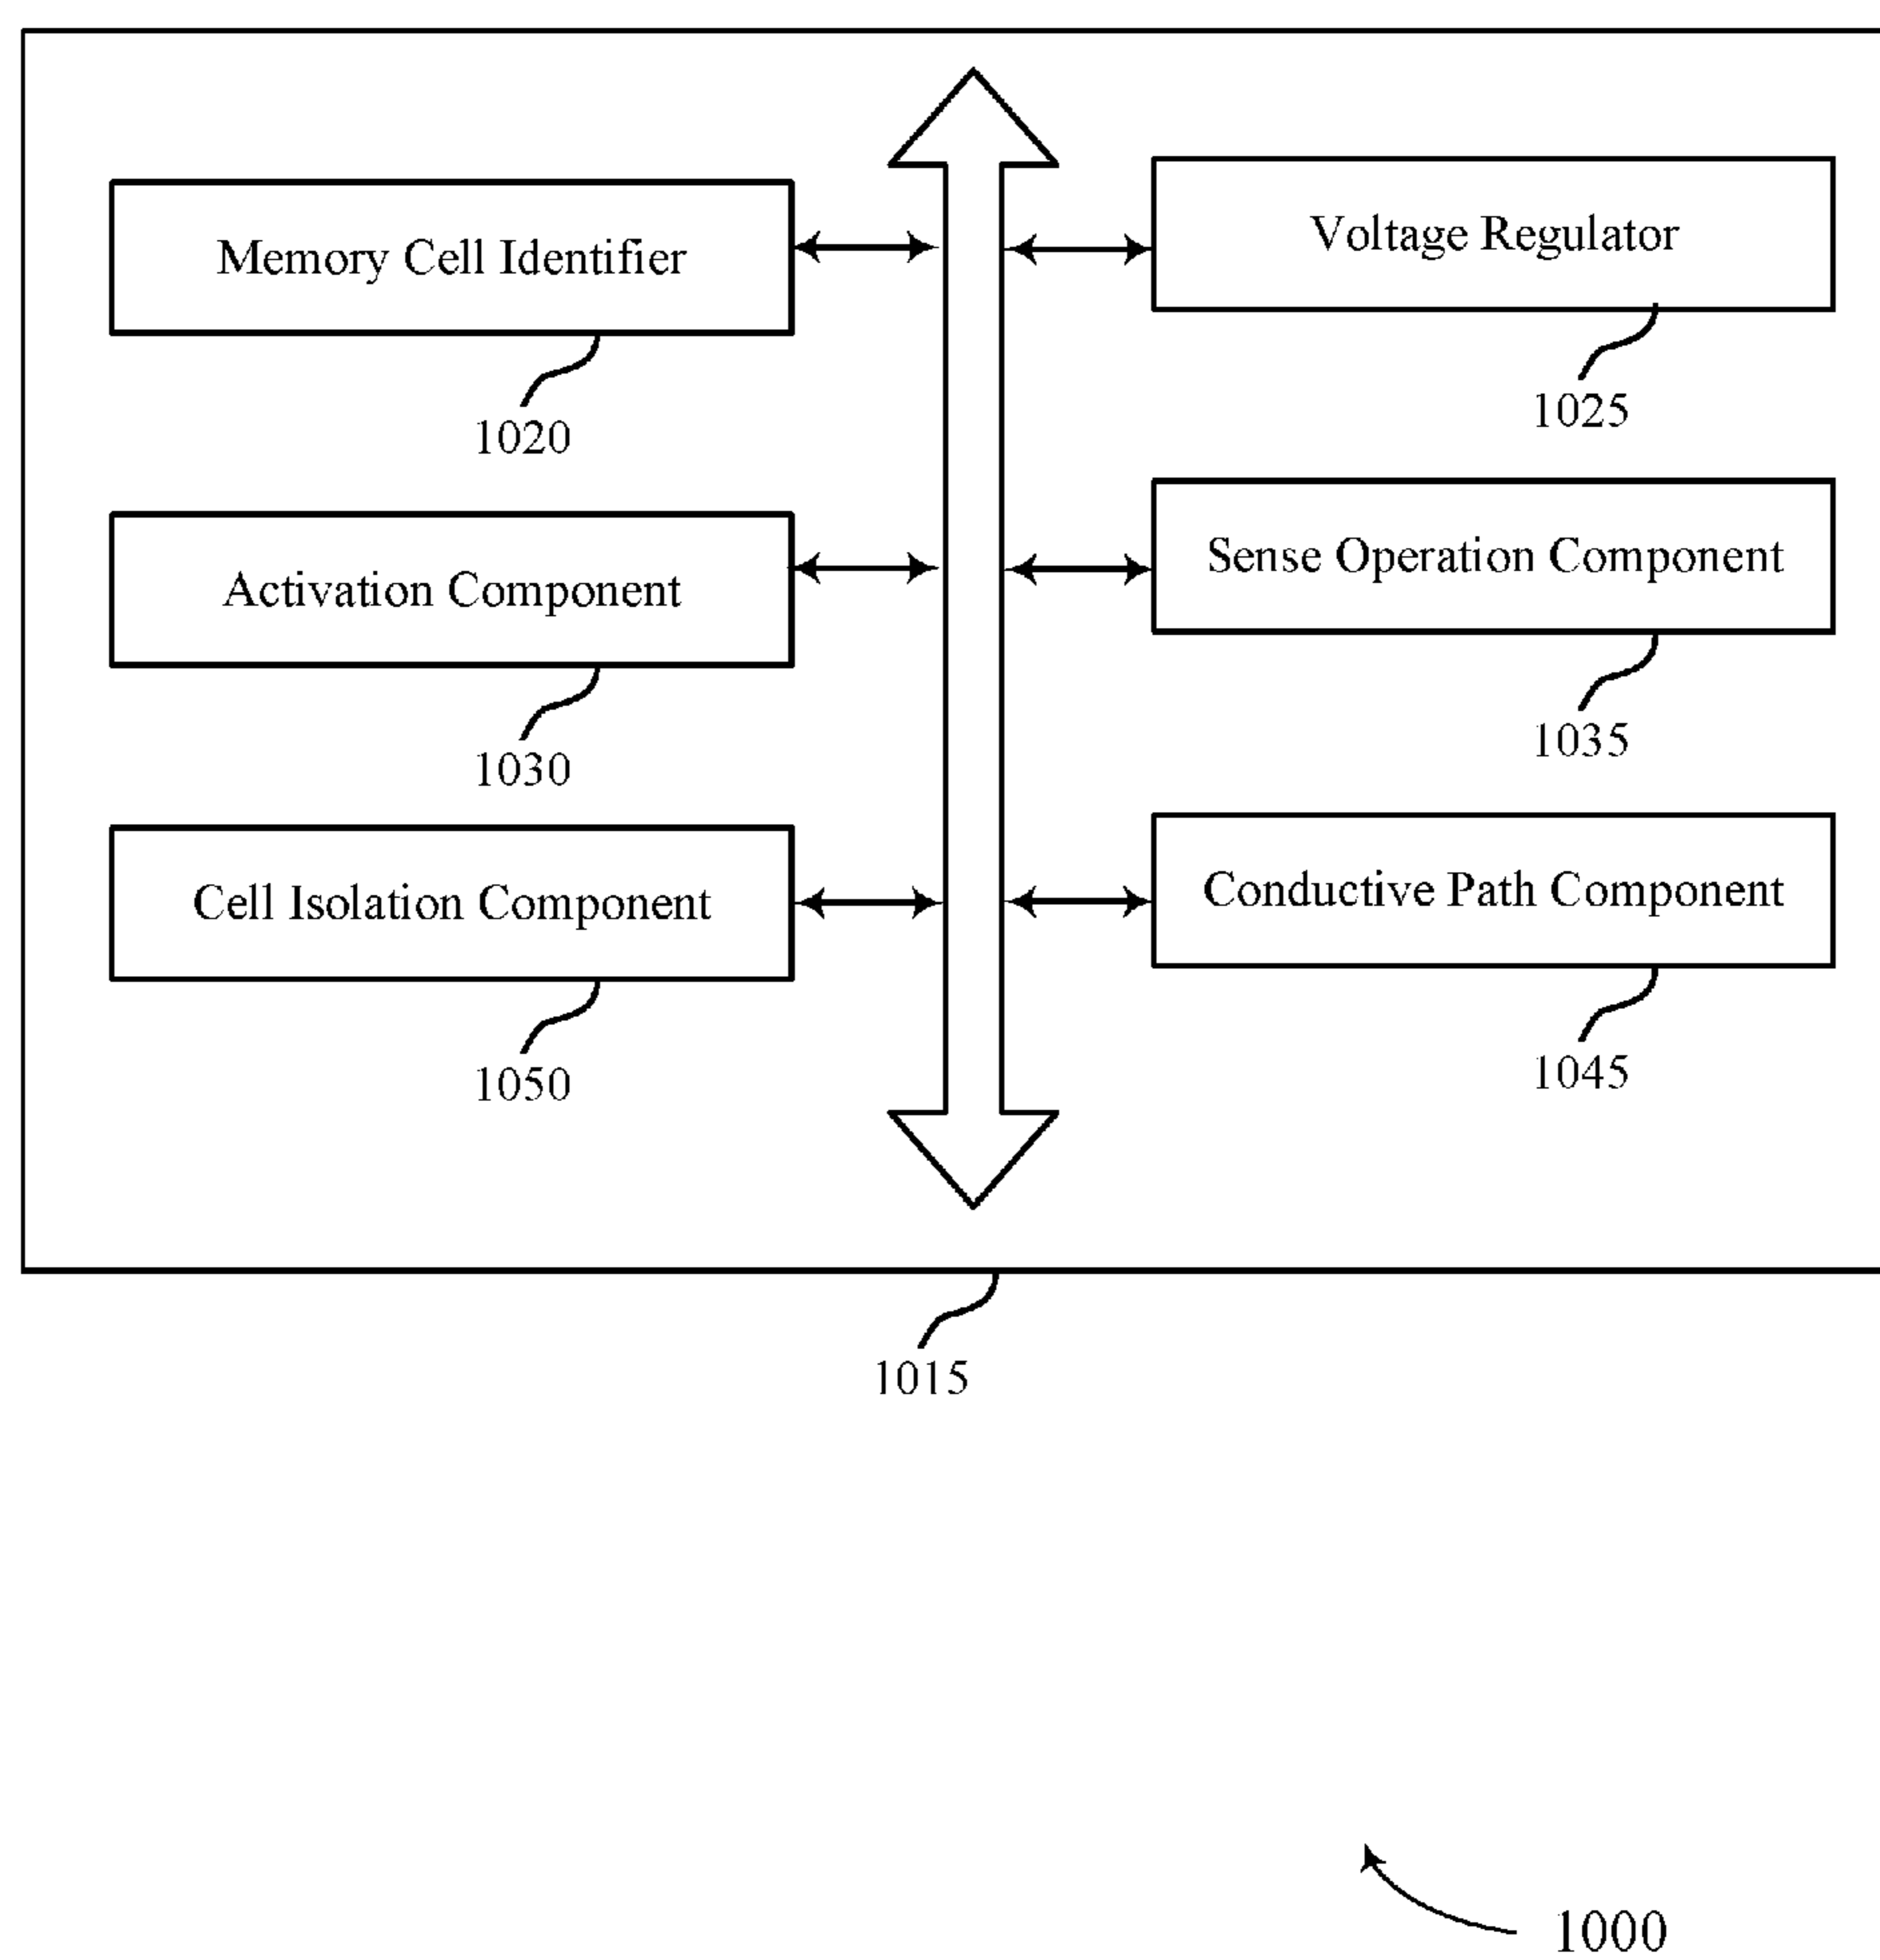 Memory Cell Identifier
Voltage Regulator
1020
1025
Activation Component
Sense Operation Component
1030
1035
Cell Isolation Component
Conductive Path Component
1050
1045
1015
1000